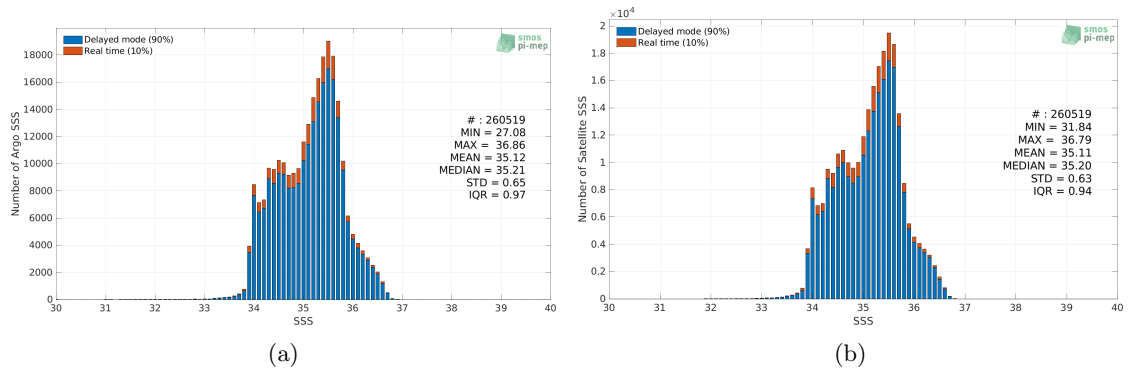 Delayed mode (90%)
Real time (10%)
smos
pi-mep
Number of Argo SSS
18000
16000
14000
12000
10000
8000
6000
4000
2000
0
# : 260519
MIN = 27.08
MAX = 36.86
MEAN = 35.12
MEDIAN = 35.21
STD = 0.65
IQR = 0.97
30 31 32 33 34 35 36 37 38 39 40
SSS
(a)
×10⁴
Delayed mode (90%)
Real time (10%)
smos
pi-mep
Number of Satellite SSS
2
1.8
1.6
1.4
1.2
1
0.8
0.6
0.4
0.2
0
# : 260519
MIN = 31.84
MAX = 36.79
MEAN = 35.11
MEDIAN = 35.20
STD = 0.63
IQR = 0.94
30 31 32 33 34 35 36 37 38 39 40
SSS
(b)